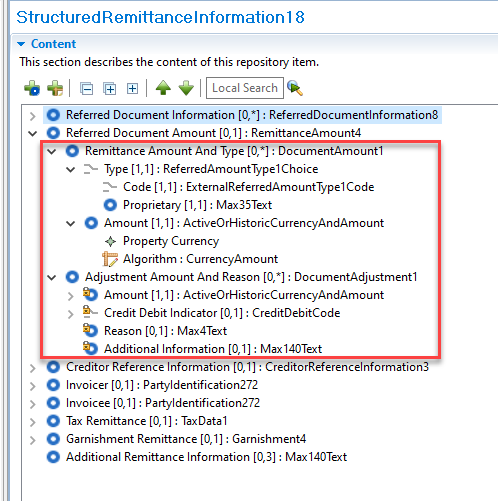 StructuredRemittanceInformation18
Content
This section describes the content of this repository item.
Local Search
Referred Document Information [0,*] : ReferredDocumentInformation8
Referred Document Amount [0,1] : RemittanceAmount4
Remittance Amount And Type [0,*] : DocumentAmount1
Type [1,1] : ReferredAmountType1Choice
Code [1,1] : ExternalReferredAmountType1Code
Proprietary [1,1] : Max35Text
Amount [1,1] : ActiveOrHistoricCurrencyAndAmount
Property Currency
Algorithm : CurrencyAmount
Adjustment Amount And Reason [0,*] : DocumentAdjustment1
Amount [1,1] : ActiveOrHistoricCurrencyAndAmount
Credit Debit Indicator [0,1] : CreditDebitCode
Reason [0,1] : Max4Text
Additional Information [0,1] : Max140Text
Creditor Reference Information [0,1] : CreditorReferenceInformation3
Invoicer [0,1] : PartyIdentification272
Invoicee [0,1] : PartyIdentification272
Tax Remittance [0,1] : TaxData1
Garnishment Remittance [0,1] : Garnishment4
Additional Remittance Information [0,3] : Max140Text